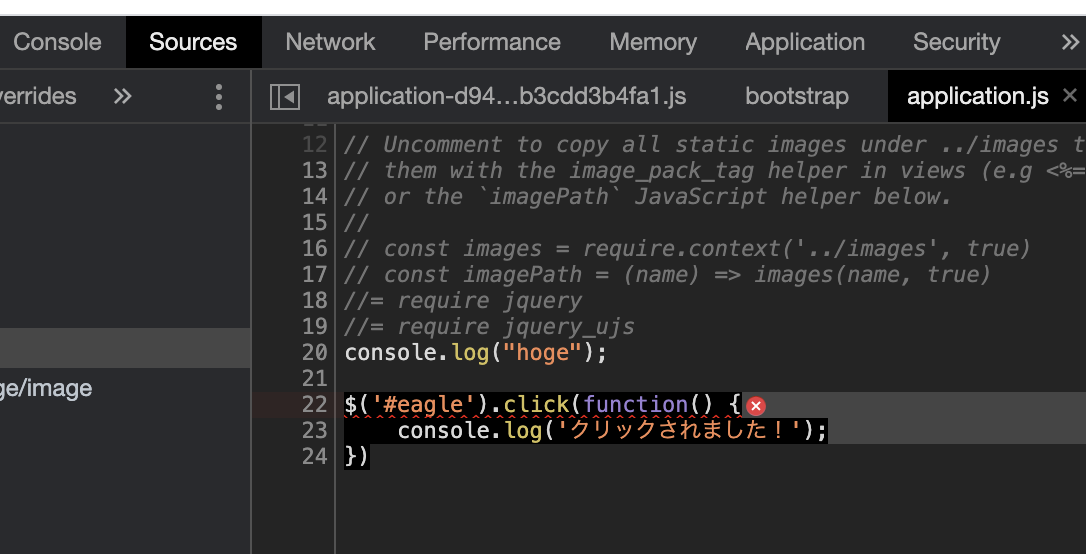 Console Sources Network Performance Memory Application Security »
verrides » application-d94...b3cdd3b4fa1.js bootstrap application.js ×
12 // Uncomment to copy all static images under ../images t
13 // them with the image_pack_tag helper in views (e.g <%=
14 // or the `imagePath` JavaScript helper below.
15 //
16 // const images = require.context('../images', true)
17 // const imagePath = (name) => images(name, true)
18 //= require jquery
19 //= require jquery_ujs
20 console.log("hoge");
21
ge/image
22 $('#eagle').click(function() {
23 console.log('クリックされました！');
24 })